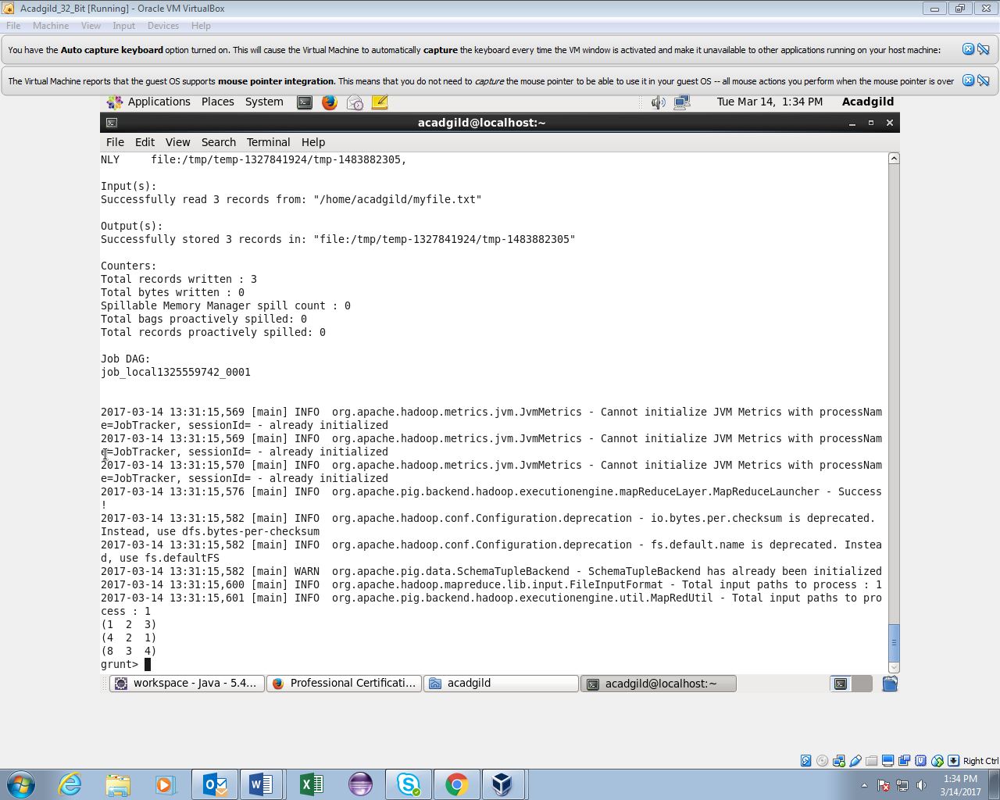 Acadgild_32_Bit [Running] - Oracle VM VirtualBox
File Machine View Input Devices Help
You have the Auto capture keyboard option turned on. This will cause the Virtual Machine to automatically capture the keyboard every time the VM window is activated and make it unavailable to other applications running on your host machine:
The Virtual Machine reports that the guest OS supports mouse pointer integration. This means that you do not need to capture the mouse pointer to be able to use it in your guest OS -- all mouse actions you perform when the mouse pointer is over
Applications Places System Tue Mar 14, 1:34 PM Acadgild
acadgild@localhost:~
File Edit View Search Terminal Help
NLY file:/tmp/temp-1327841924/tmp-1483882305,
Input(s):
Successfully read 3 records from: "/home/acadgild/myfile.txt"
Output(s):
Successfully stored 3 records in: "file:/tmp/temp-1327841924/tmp-1483882305"
Counters:
Total records written : 3
Total bytes written : 0
Spillable Memory Manager spill count : 0
Total bags proactively spilled: 0
Total records proactively spilled: 0
Job DAG:
job_local1325559742_0001
2017-03-14 13:31:15,569 [main] INFO org.apache.hadoop.metrics.jvm.JvmMetrics - Cannot initialize JVM Metrics with processNam
e=JobTracker, sessionId= - already initialized
2017-03-14 13:31:15,569 [main] INFO org.apache.hadoop.metrics.jvm.JvmMetrics - Cannot initialize JVM Metrics with processNam
e=JobTracker, sessionId= - already initialized
2017-03-14 13:31:15,570 [main] INFO org.apache.hadoop.metrics.jvm.JvmMetrics - Cannot initialize JVM Metrics with processNam
e=JobTracker, sessionId= - already initialized
2017-03-14 13:31:15,576 [main] INFO org.apache.pig.backend.hadoop.executionengine.mapReduceLayer.MapReduceLauncher - Success
!
2017-03-14 13:31:15,582 [main] INFO org.apache.hadoop.conf.Configuration.deprecation - io.bytes.per.checksum is deprecated.
Instead, use dfs.bytes-per-checksum
2017-03-14 13:31:15,582 [main] INFO org.apache.hadoop.conf.Configuration.deprecation - fs.default.name is deprecated. Instea
d, use fs.defaultFS
2017-03-14 13:31:15,582 [main] WARN org.apache.pig.data.SchemaTupleBackend - SchemaTupleBackend has already been initialized
2017-03-14 13:31:15,600 [main] INFO org.apache.hadoop.mapreduce.lib.input.FileInputFormat - Total input paths to process : 1
2017-03-14 13:31:15,601 [main] INFO org.apache.pig.backend.hadoop.executionengine.util.MapRedUtil - Total input paths to pro
cess : 1
(1 2 3)
(4 2 1)
(8 3 4)
grunt>
workspace - Java - 5.4... Professional Certificati... acadgild acadgild@localhost:~
Right Ctrl
1:34 PM
3/14/2017